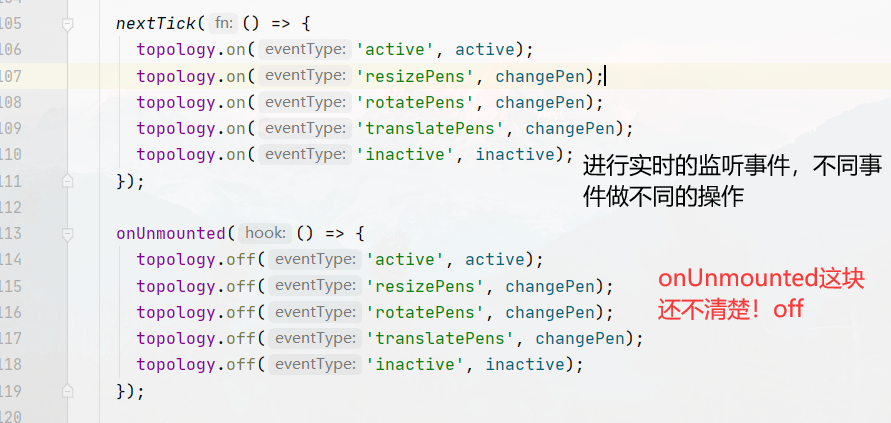 105 nextTick( fn: () => {
106 topology.on( eventType: 'active', active);
107 topology.on( eventType: 'resizePens', changePen);
108 topology.on( eventType: 'rotatePens', changePen);
109 topology.on( eventType: 'translatePens', changePen);
110 topology.on( eventType: 'inactive', inactive);
进行实时的监听事件，不同事
件做不同的操作
111 });
112
113 onUnmounted( hook: () => {
114 topology.off( eventType: 'active', active);
115 topology.off( eventType: 'resizePens', changePen);
116 topology.off( eventType: 'rotatePens', changePen);
117 topology.off( eventType: 'translatePens', changePen);
118 topology.off( eventType: 'inactive', inactive);
onUnmounted这块
还不清楚！off
119 });
120